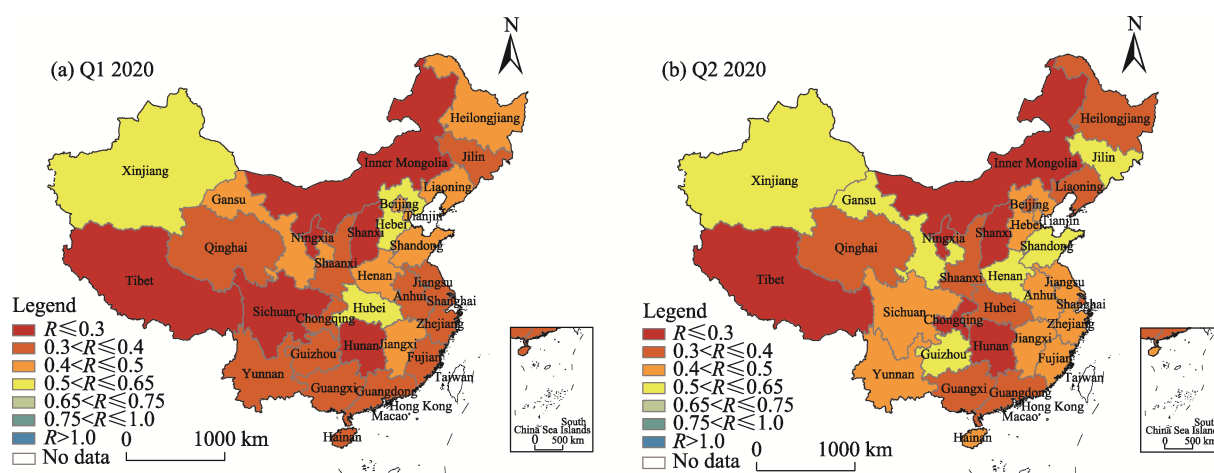 (a) Q1 2020
N
Heilongjiang
Jilin
Inner Mongolia
Liaoning
Xinjiang
Gansu
Beijing
Tianjin
Hebei
Ningxia
Shanxi
Shandong
Qinghai
Shaanxi
Henan
Jiangsu
Tibet
Anhui
Shanghai
Sichuan
Hubei
Chongqing
Zhejiang
Hunan
Jiangxi
Guizhou
Fujian
Yunnan
Taiwan
Guangxi
Guangdong
Hong Kong
Macao
Hainan
Legend
R≤0.3
0.3<R≤0.4
0.4<R≤0.5
0.5<R≤0.65
0.65<R≤0.75
0.75<R≤1.0
R>1.0
No data
0 1000 km
South
China Sea Islands
0 500 km
(b) Q2 2020
N
Heilongjiang
Jilin
Inner Mongolia
Liaoning
Xinjiang
Gansu
Beijing
Tianjin
Hebei
Ningxia
Shanxi
Shandong
Qinghai
Shaanxi
Henan
Jiangsu
Tibet
Anhui
Shanghai
Sichuan
Hubei
Chongqing
Zhejiang
Hunan
Jiangxi
Guizhou
Fujian
Yunnan
Taiwan
Guangxi
Guangdong
Hong Kong
Macao
Hainan
Legend
R≤0.3
0.3<R≤0.4
0.4<R≤0.5
0.5<R≤0.65
0.65<R≤0.75
0.75<R≤1.0
R>1.0
No data
0 1000 km
South
China Sea Islands
0 500 km